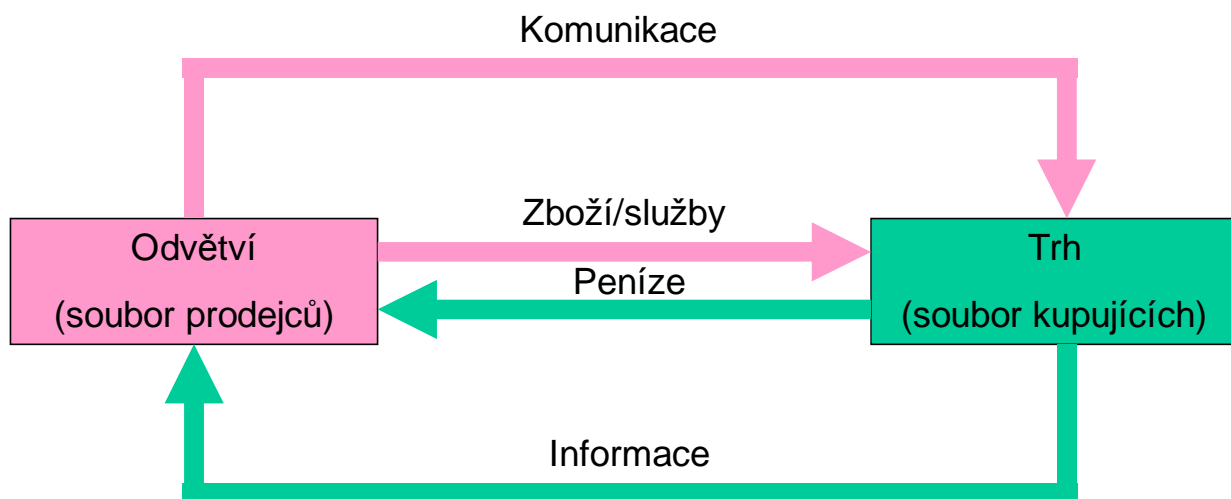 Komunikace
Zboží/služby
Odvětví
(soubor prodejců)
Peníze
Trh
(soubor kupujících)
Informace